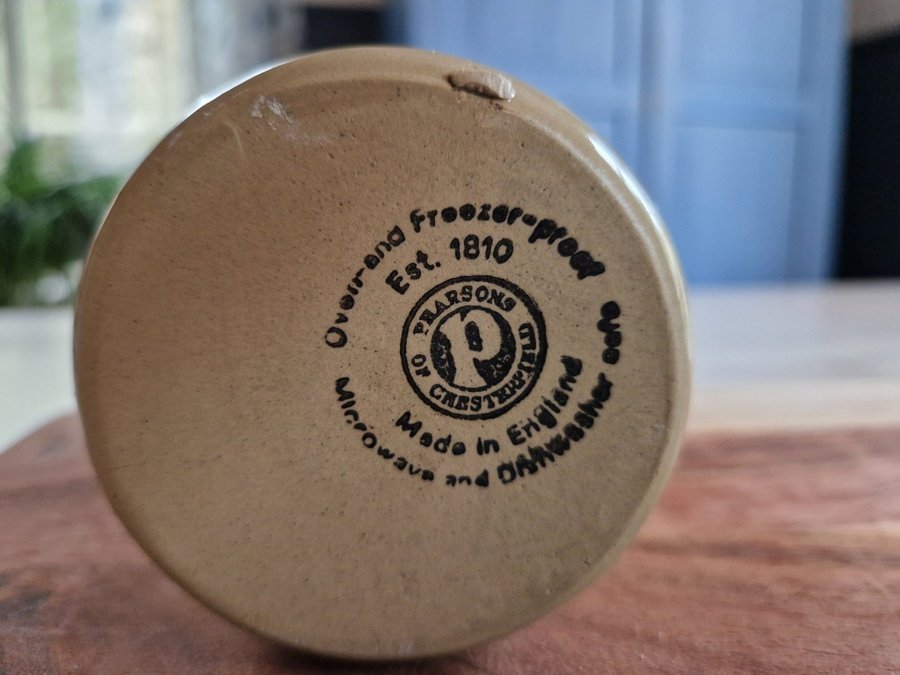 Oven and Freezer-proof
Est. 1810
PEARSONS
OF CHESTERFIELD
P
Made in England
Microwave and Dishwasher safe